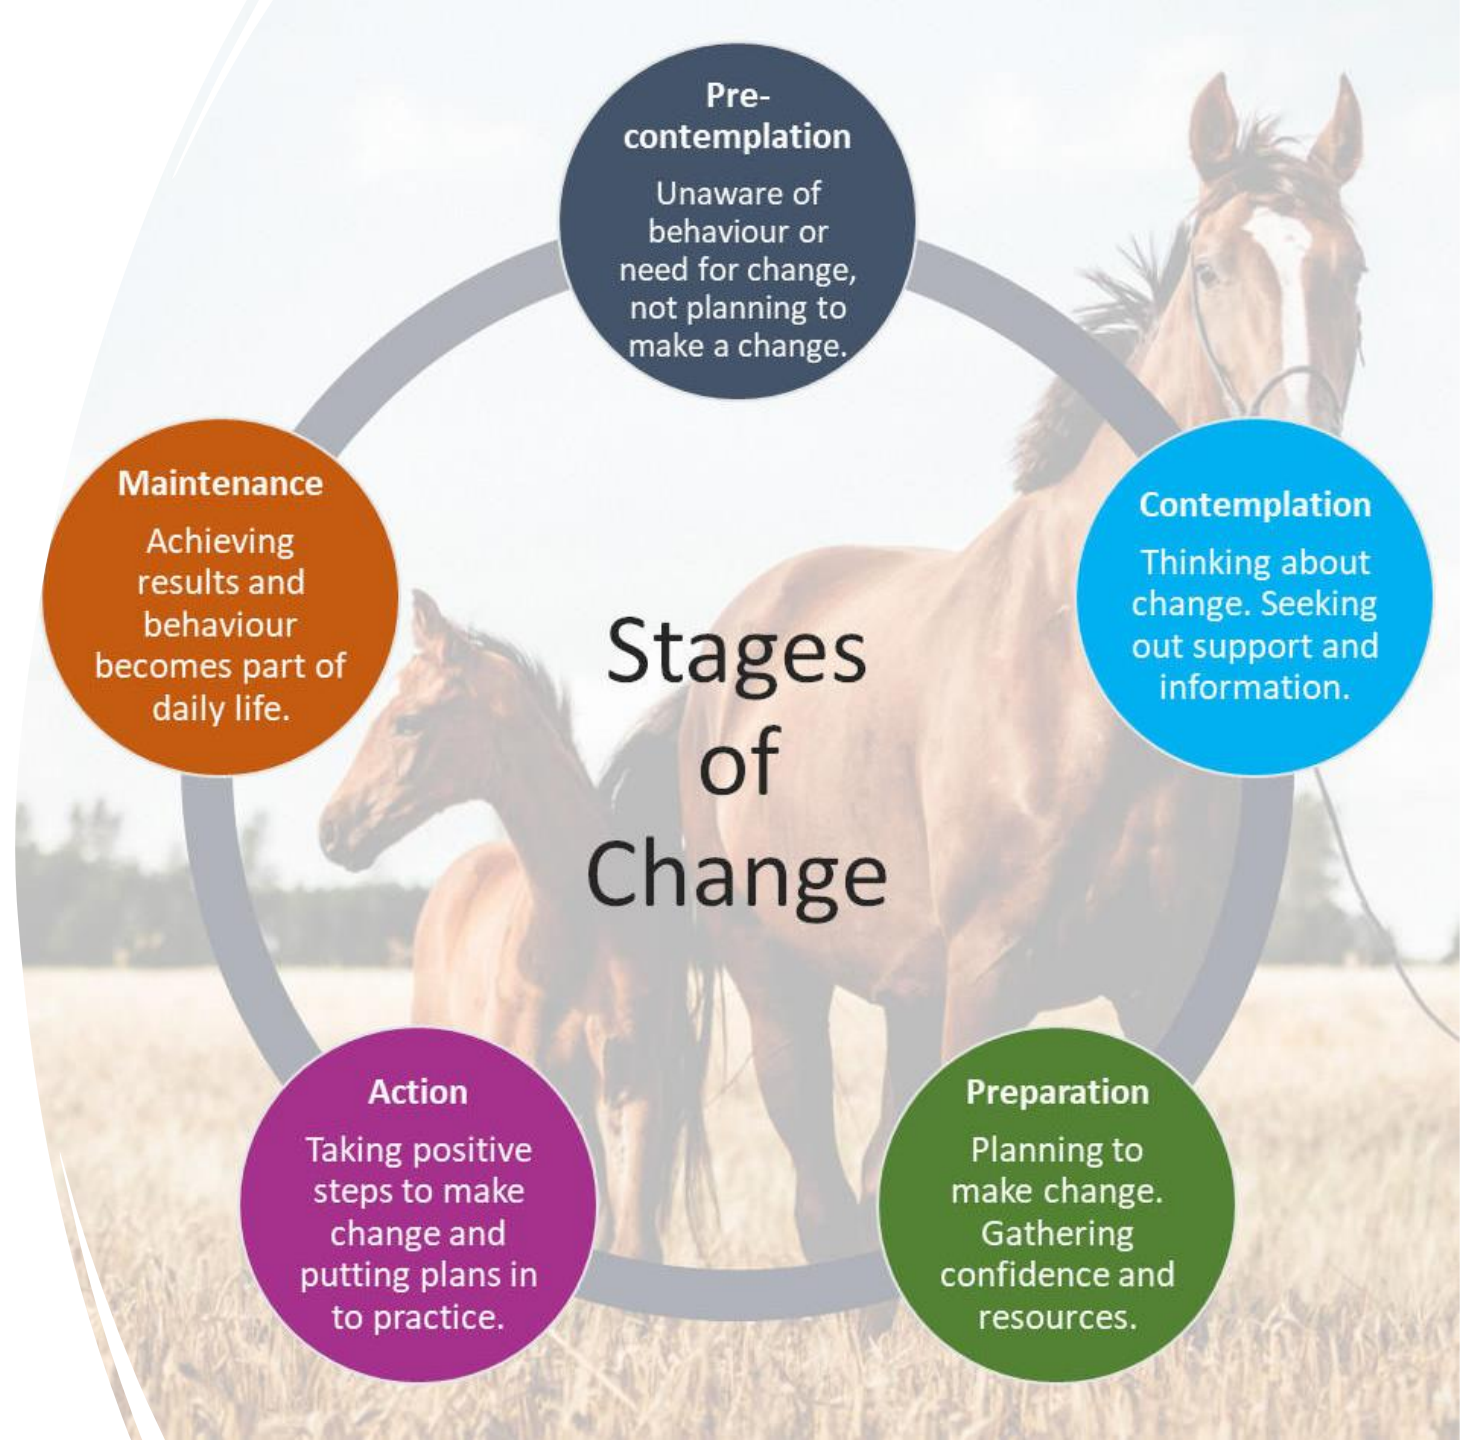 Pre-
contemplation
Unaware of
behaviour or
need for change,
not planning to
make a change.
Contemplation
Thinking about
change. Seeking
out support and
information.
Preparation
Planning to
make change.
Gathering
confidence and
resources.
Action
Taking positive
steps to make
change and
putting plans in
to practice.
Maintenance
Achieving
results and
behaviour
becomes part of
daily life.
Stages
of
Change